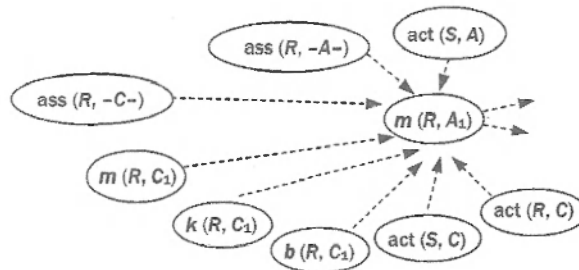 act (S, A)
ass (R, –A–)
ass (R, –C–)
m (R, A₁)
m (R, C₁)
k (R, C₁)
b (R, C₁)
act (S, C)
act (R, C)